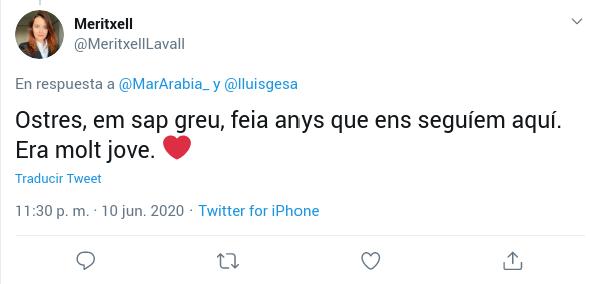 Meritxell
@MeritxellLavall
En respuesta a @MarArabia_ y @lluisgesa
Ostres, em sap greu, feia anys que ens seguíem aquí.
Era molt jove. ❤️
Traducir Tweet
11:30 p. m. · 10 jun. 2020 · Twitter for iPhone